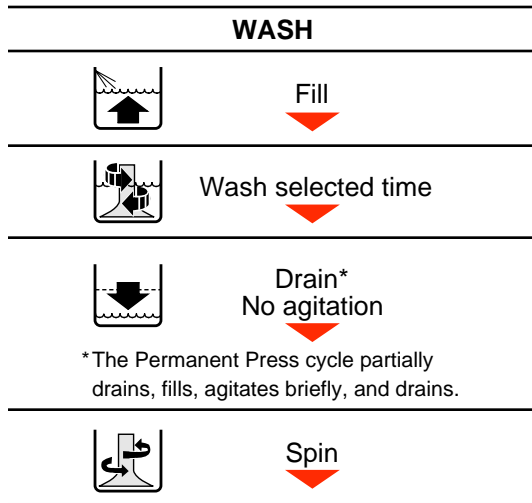 WASH
Fill
Wash selected time
Drain*
No agitation
*The Permanent Press cycle partially
drains, fills, agitates briefly, and drains.
Spin